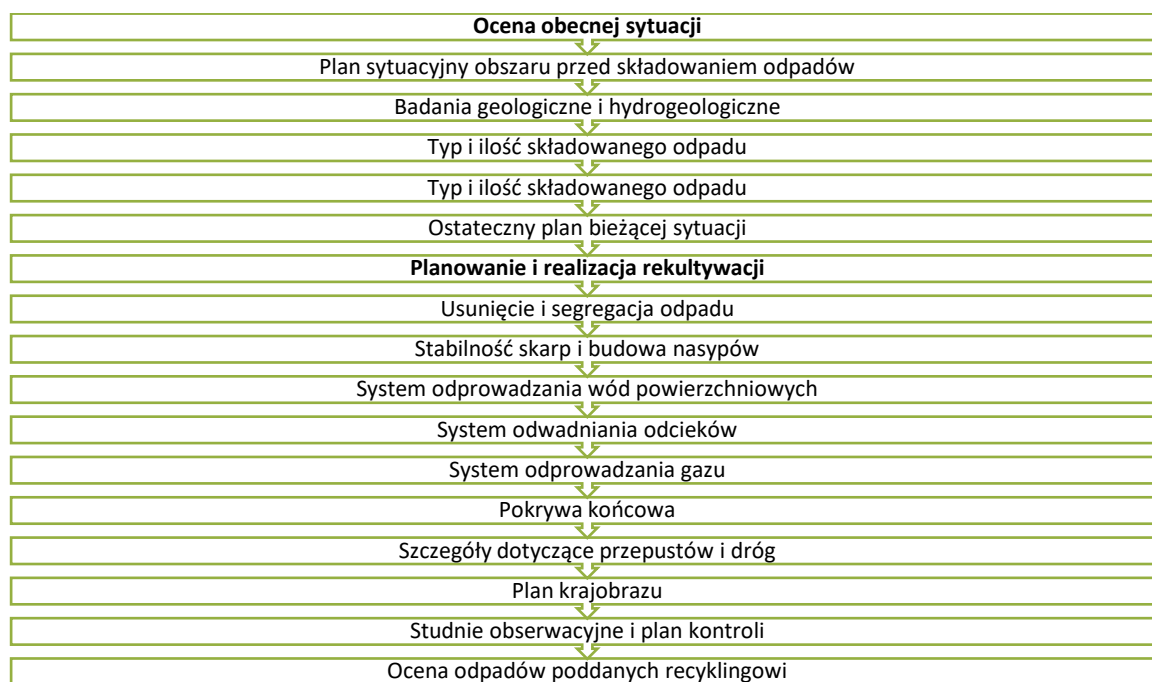 Ocena obecnej sytuacji
Plan sytuacyjny obszaru przed składowaniem odpadów
Badania geologiczne i hydrogeologiczne
Typ i ilość składowanego odpadu
Typ i ilość składowanego odpadu
Ostateczny plan bieżącej sytuacji
Planowanie i realizacja rekultywacji
Usunięcie i segregacja odpadu
Stabilność skarp i budowa nasypów
System odprowadzania wód powierzchniowych
System odwadniania odcieków
System odprowadzania gazu
Pokrywa końcowa
Szczegóły dotyczące przepustów i dróg
Plan krajobrazu
Studnie obserwacyjne i plan kontroli
Ocena odpadów poddanych recyklingowi